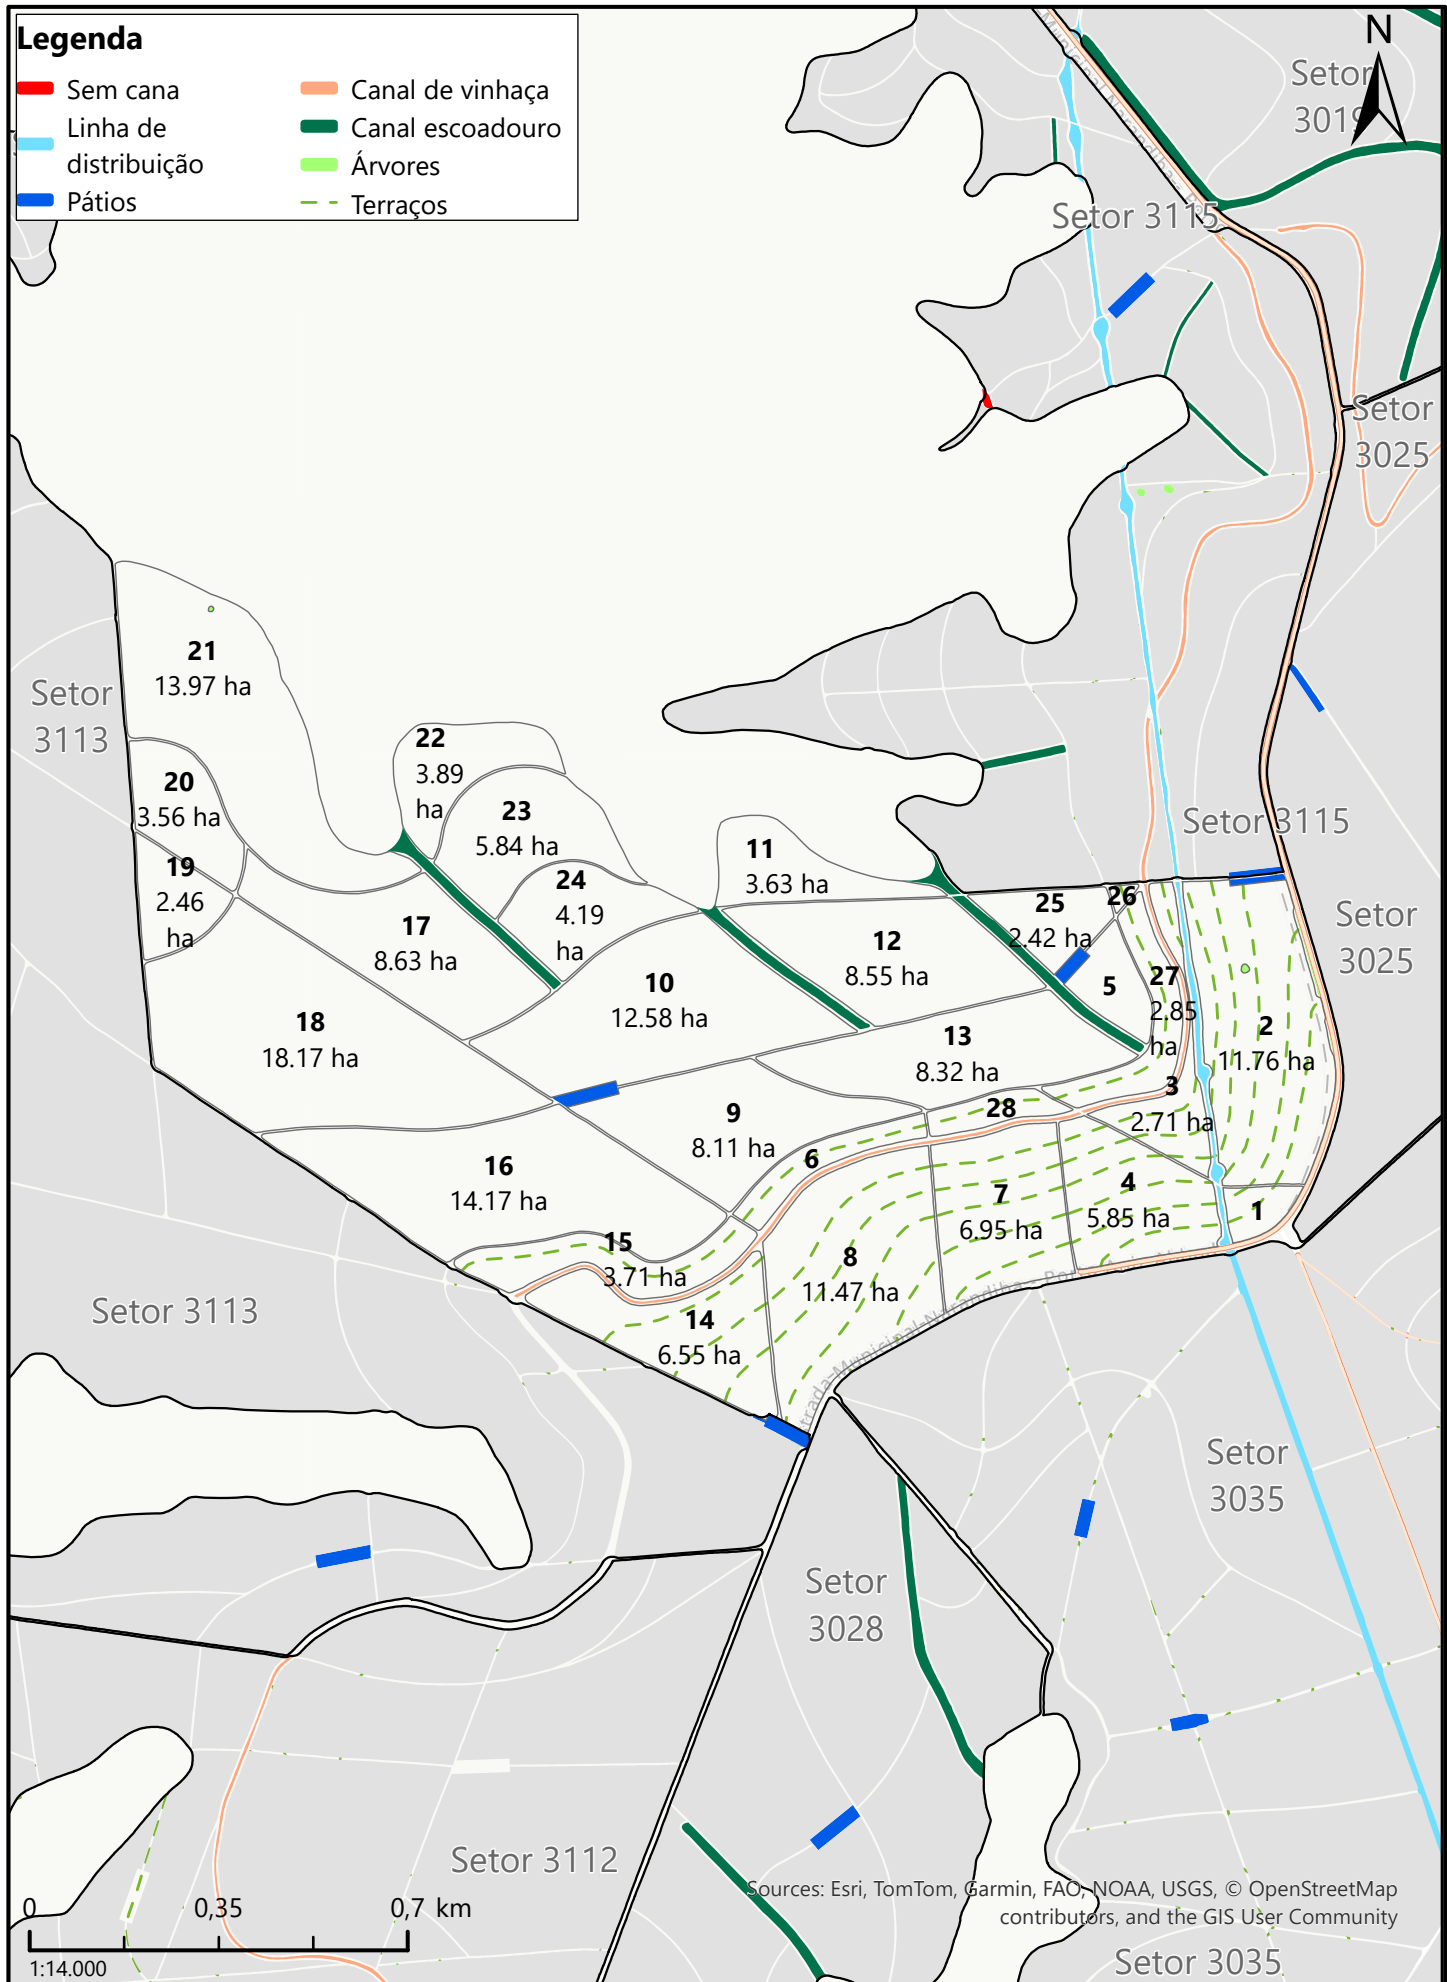 Legenda
Sem cana
Linha de
distribuição
Pátios
Canal de vinhaça
Canal escoadouro
Árvores
Terraços
N
Setor
3019
Setor 3115
Setor
3025
Setor
3113
21
13.97 ha
20
3.56 ha
19
2.46
ha
22
3.89
ha
23
5.84 ha
24
4.19
ha
11
3.63 ha
Setor 3115
25
2.42 ha
26
17
8.63 ha
12
8.55 ha
Setor
3025
10
12.58 ha
5
27
2.85
ha
2
11.76 ha
18
18.17 ha
13
8.32 ha
3
2.71 ha
28
9
8.11 ha
6
16
14.17 ha
7
6.95 ha
4
5.85 ha
1
15
3.71 ha
8
11.47 ha
14
6.55 ha
Setor 3113
Setor
3035
Setor
3028
Setor 3112
Sources: Esri, TomTom, Garmin, FAO, NOAA, USGS, © OpenStreetMap
contributors, and the GIS User Community
0 0,35 0,7 km
1:14.000
Setor 3035